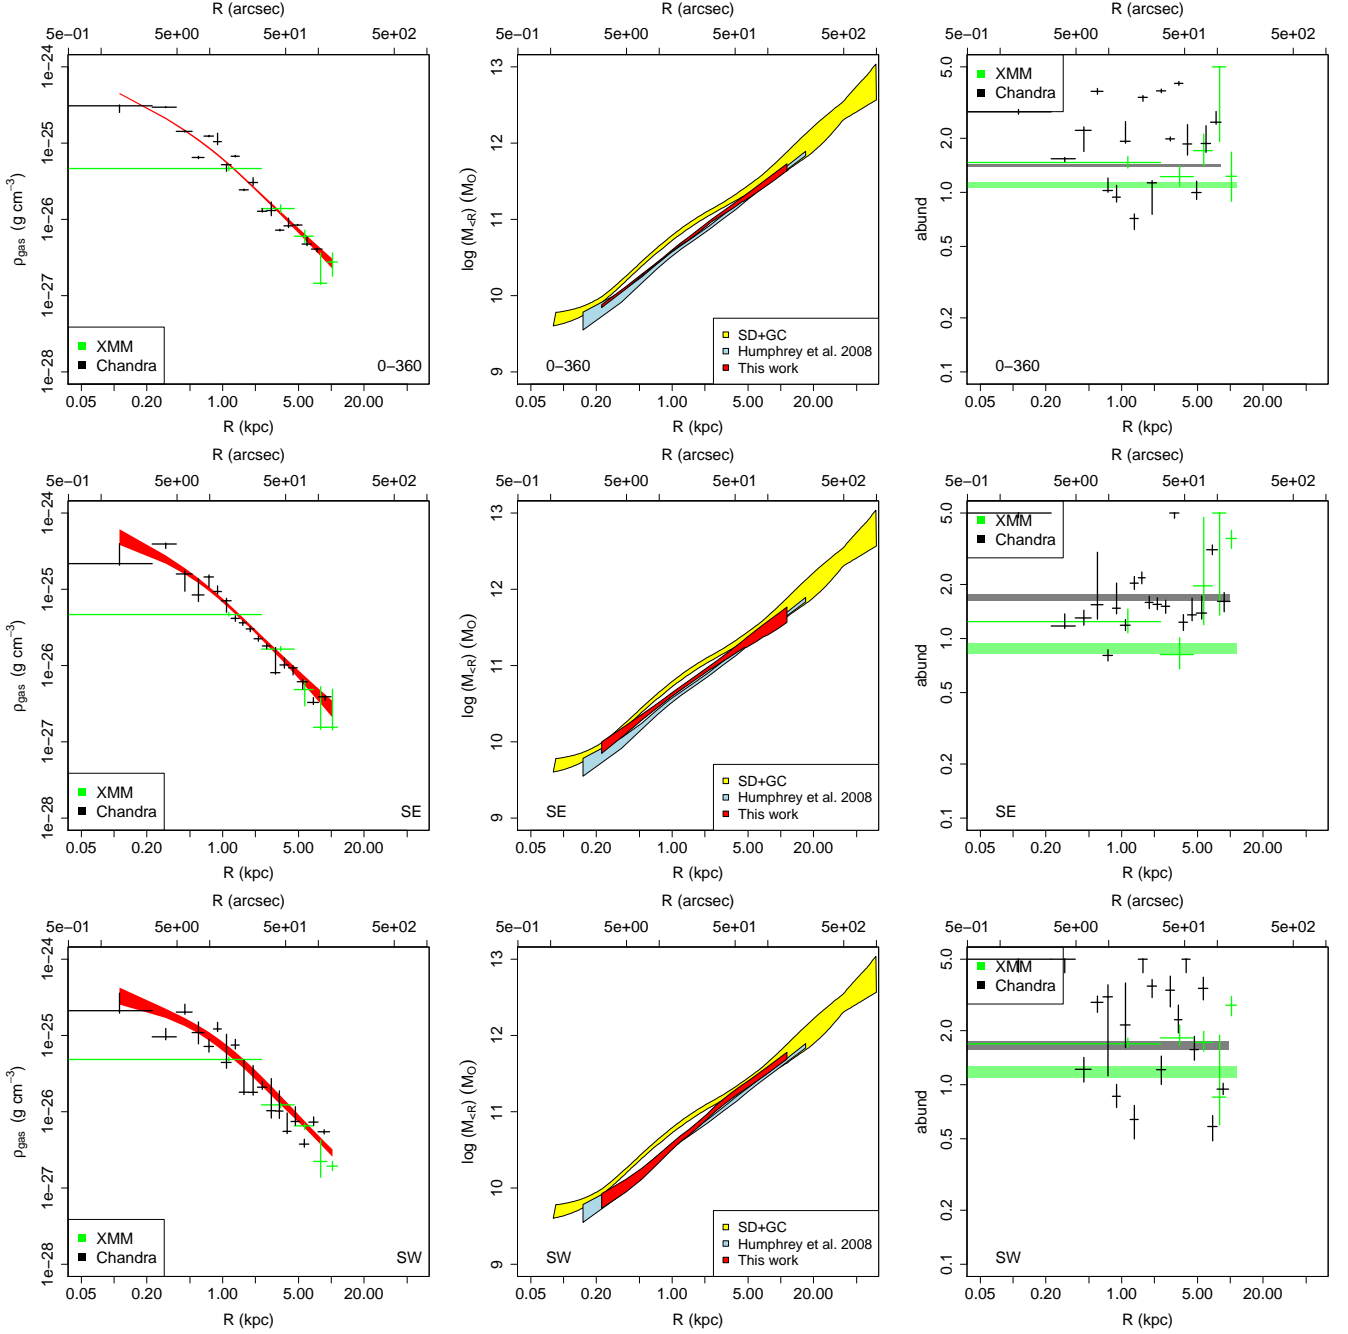 R (arcsec)
5e−01 5e+00 5e+01 5e+02
ρgas (g cm−3)
1e−24
1e−25
1e−26
1e−27
1e−28
XMM
Chandra
0−360
0.05 0.20 1.00 5.00 20.00
R (kpc)
R (arcsec)
5e−01 5e+00 5e+01 5e+02
log (M<R) (MO)
13
12
11
10
9
SD+GC
Humphrey et al. 2008
This work
0−360
0.05 0.20 1.00 5.00 20.00
R (kpc)
R (arcsec)
5e−01 5e+00 5e+01 5e+02
abund
5.0
2.0
1.0
0.5
0.2
0.1
XMM
Chandra
0−360
0.05 0.20 1.00 5.00 20.00
R (kpc)
R (arcsec)
5e−01 5e+00 5e+01 5e+02
ρgas (g cm−3)
1e−24
1e−25
1e−26
1e−27
1e−28
XMM
Chandra
SE
0.05 0.20 1.00 5.00 20.00
R (kpc)
R (arcsec)
5e−01 5e+00 5e+01 5e+02
log (M<R) (MO)
13
12
11
10
9
SD+GC
Humphrey et al. 2008
This work
SE
0.05 0.20 1.00 5.00 20.00
R (kpc)
R (arcsec)
5e−01 5e+00 5e+01 5e+02
abund
5.0
2.0
1.0
0.5
0.2
0.1
XMM
Chandra
SE
0.05 0.20 1.00 5.00 20.00
R (kpc)
R (arcsec)
5e−01 5e+00 5e+01 5e+02
ρgas (g cm−3)
1e−24
1e−25
1e−26
1e−27
1e−28
XMM
Chandra
SW
0.05 0.20 1.00 5.00 20.00
R (kpc)
R (arcsec)
5e−01 5e+00 5e+01 5e+02
log (M<R) (MO)
13
12
11
10
9
SD+GC
Humphrey et al. 2008
This work
SW
0.05 0.20 1.00 5.00 20.00
R (kpc)
R (arcsec)
5e−01 5e+00 5e+01 5e+02
abund
5.0
2.0
1.0
0.5
0.2
0.1
XMM
Chandra
SW
0.05 0.20 1.00 5.00 20.00
R (kpc)